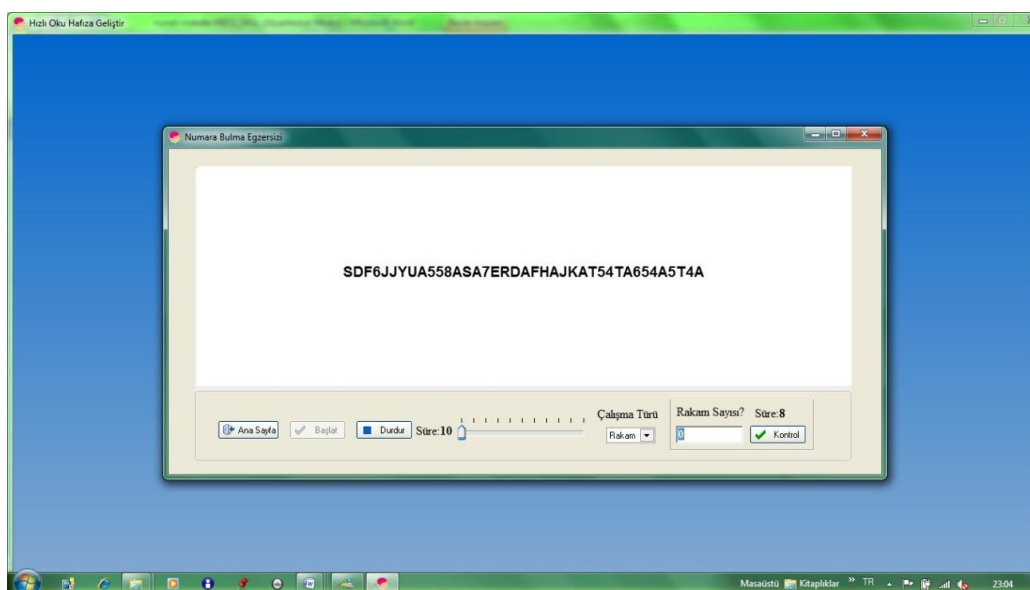 Hızlı Oku Hafıza Geliştir
Numara Bulma Egzersizi
SDF6JJYUA558ASA7ERDAFHAJKAT54TA654A5T4A
Ana Sayfa
Başlat
Durdur
Süre:10
Çalışma Türü
Rakam
Rakam Sayısı?
Süre:8
0
Kontrol
Masaüstü
Kitaplıklar
»
TR
23:04